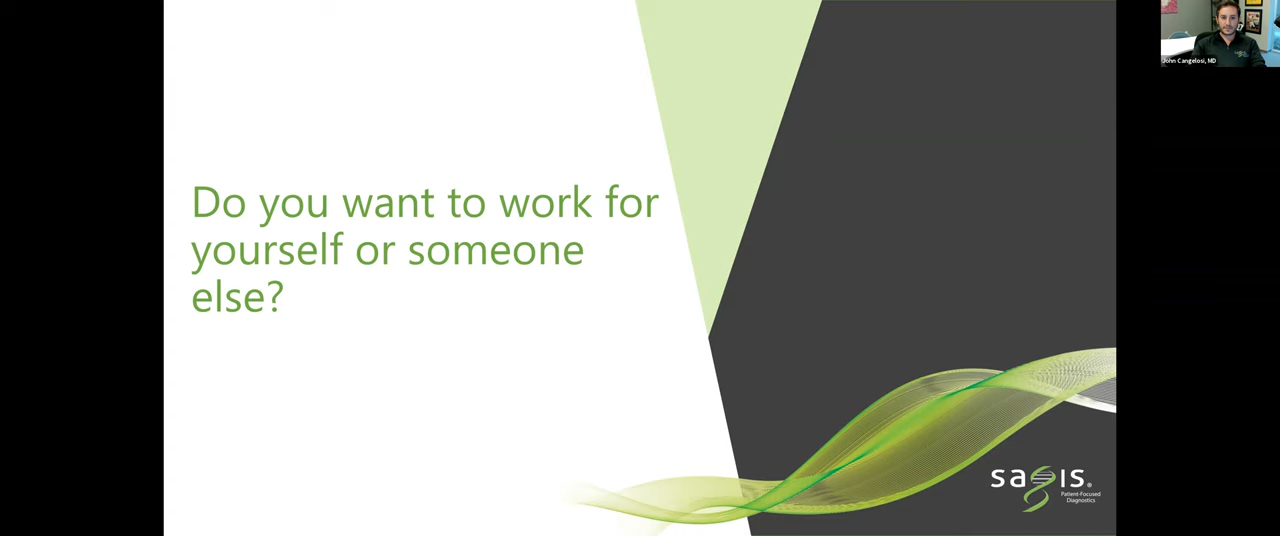 John Cangelosi, MD
Do you want to work for
yourself or someone
else?
sagis®
Patient-Focused
Diagnostics